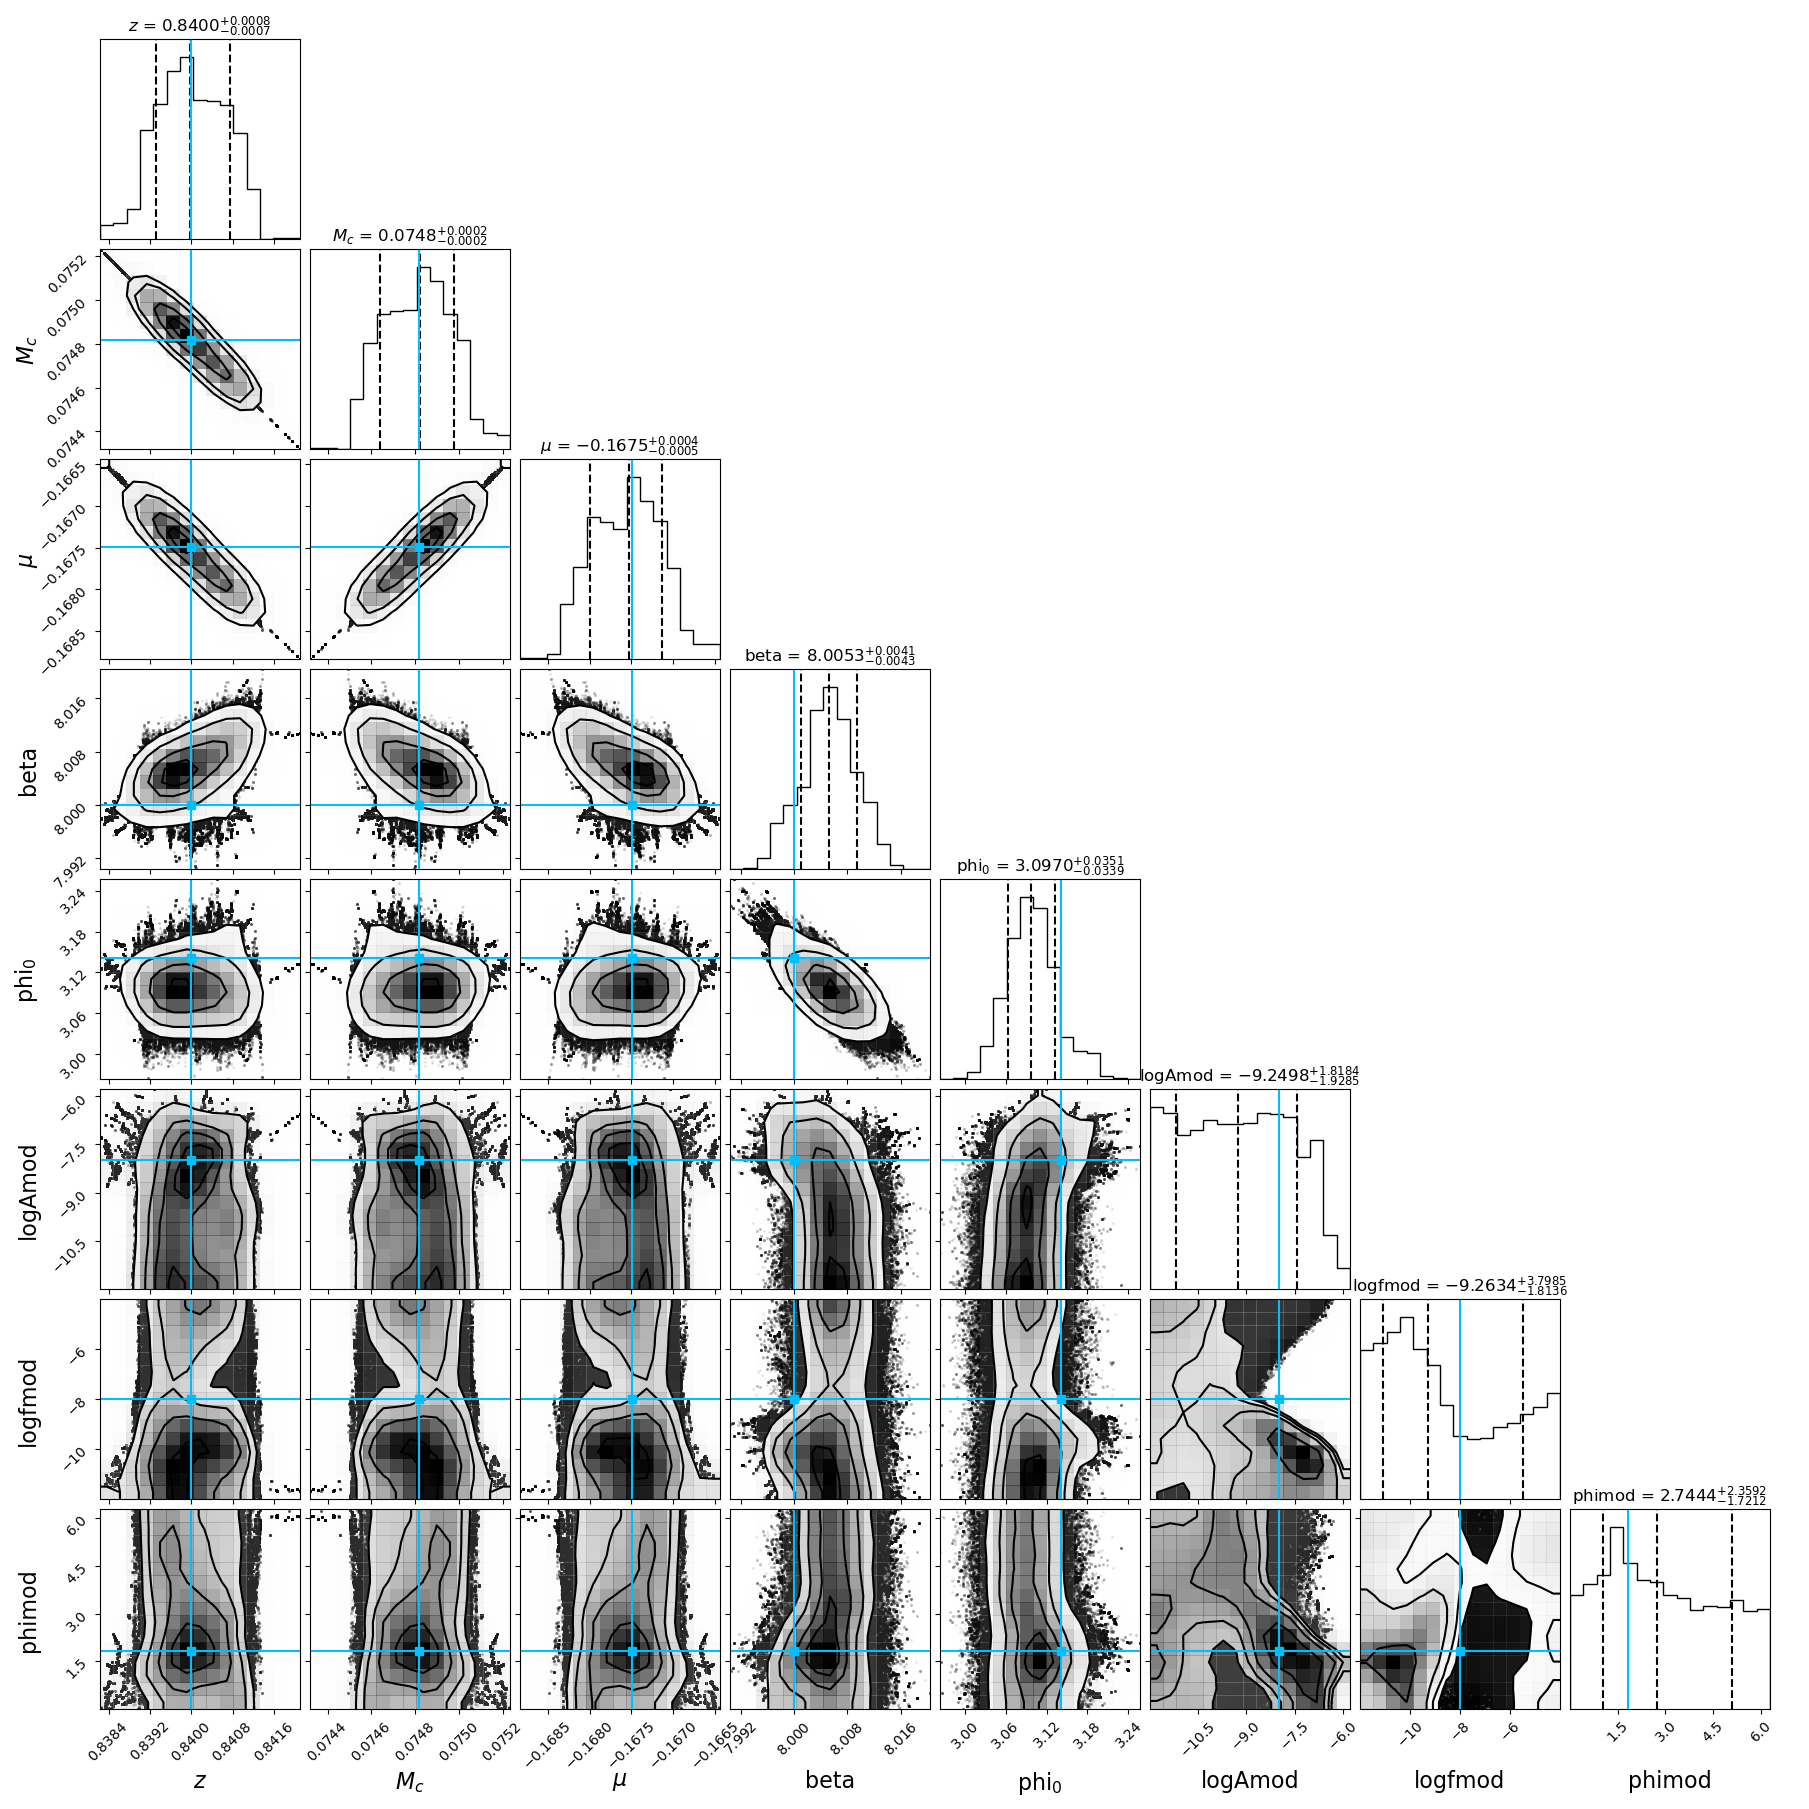 z = 0.8400+0.0008−0.0007
M_c = 0.0748+0.0002−0.0002
0.0752
0.0750
0.0748
0.0746
0.0744
M_c
μ = −0.1675+0.0004−0.0005
−0.1665
−0.1670
−0.1675
−0.1680
−0.1685
μ
beta = 8.0053+0.0041−0.0043
8.016
8.008
8.000
7.992
beta
phi₀ = 3.0970+0.0351−0.0339
3.24
3.18
3.12
3.06
3.00
phi₀
logAmod = −9.2498+1.8184−1.9285
−6.0
−7.5
−9.0
−10.5
logAmod
logfmod = −9.2634+3.7985−1.8136
−6
−8
−10
logfmod
phimod = 2.7444+2.3592−1.7212
6.0
4.5
3.0
1.5
phimod
0.8384 0.8392 0.8400 0.8408 0.8416 0.0744 0.0746 0.0748 0.0750 0.0752 −0.1685 −0.1680 −0.1675 −0.1670 −0.1665 7.992 8.000 8.008 8.016 3.00 3.06 3.12 3.18 3.24 −10.5 −9.0 −7.5 −6.0 −10 −8 −6 1.5 3.0 4.5 6.0
z M_c μ beta phi₀ logAmod logfmod phimod